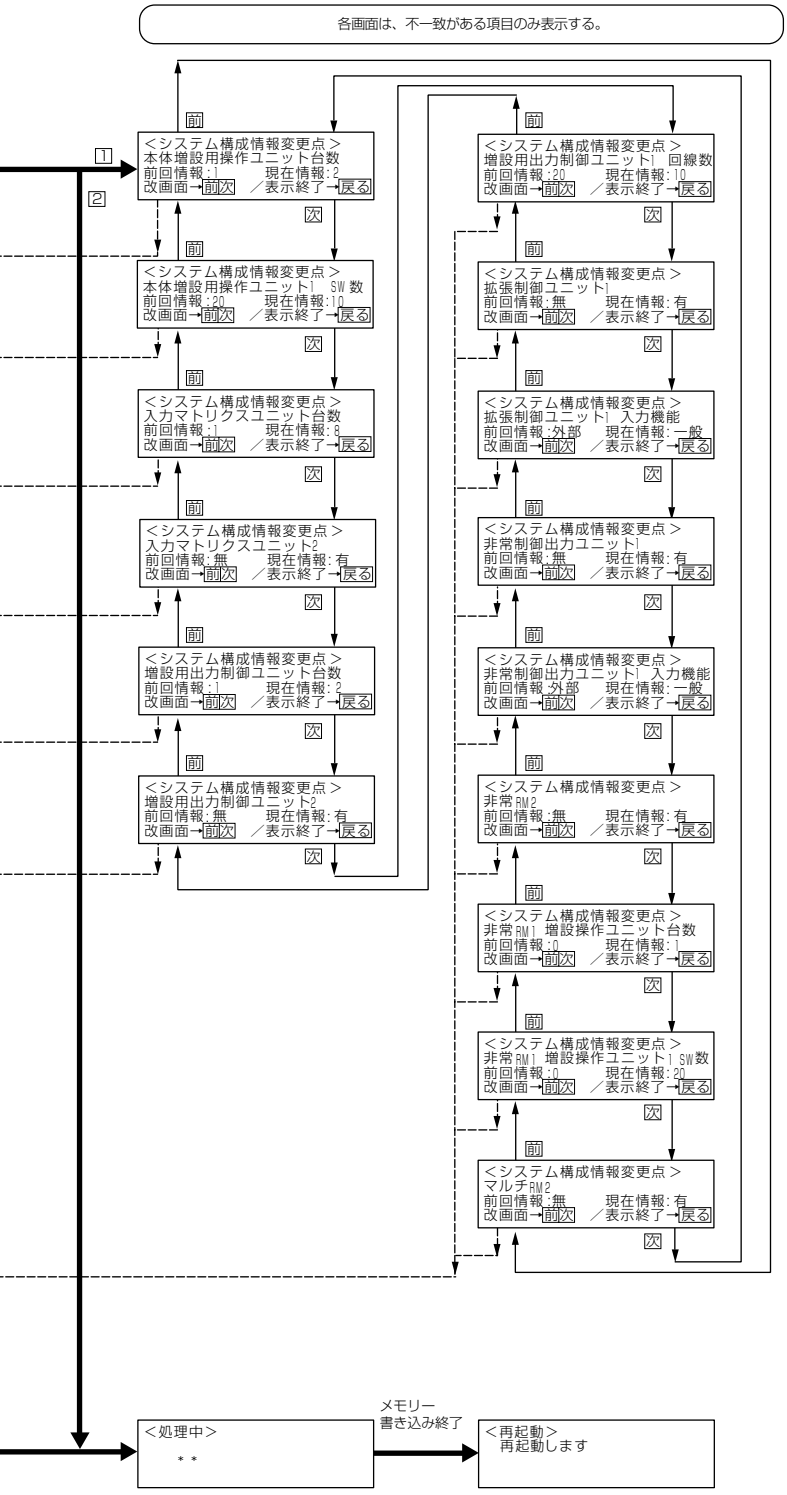 各画面は、不一致がある項目のみ表示する。
1
2
前
<システム構成情報変更点>
本体増設用操作ユニット台数
前回情報:1 現在情報:2
改画面→前次 /表示終了→戻る
次
前
<システム構成情報変更点>
本体増設用操作ユニット1 SW数
前回情報:20 現在情報:10
改画面→前次 /表示終了→戻る
次
前
<システム構成情報変更点>
入力マトリクスユニット台数
前回情報:1 現在情報:8
改画面→前次 /表示終了→戻る
次
前
<システム構成情報変更点>
入力マトリクスユニット2
前回情報:無 現在情報:有
改画面→前次 /表示終了→戻る
次
前
<システム構成情報変更点>
増設用出力制御ユニット台数
前回情報:1 現在情報:2
改画面→前次 /表示終了→戻る
次
前
<システム構成情報変更点>
増設用出力制御ユニット2
前回情報:無 現在情報:有
改画面→前次 /表示終了→戻る
次
前
<システム構成情報変更点>
増設用出力制御ユニット1 回線数
前回情報:20 現在情報:10
改画面→前次 /表示終了→戻る
次
前
<システム構成情報変更点>
拡張制御ユニット1
前回情報:無 現在情報:有
改画面→前次 /表示終了→戻る
次
前
<システム構成情報変更点>
拡張制御ユニット1 入力機能
前回情報:外部 現在情報:一般
改画面→前次 /表示終了→戻る
次
前
<システム構成情報変更点>
非常制御出力ユニット1
前回情報:無 現在情報:有
改画面→前次 /表示終了→戻る
次
前
<システム構成情報変更点>
非常制御出力ユニット1 入力機能
前回情報:外部 現在情報:一般
改画面→前次 /表示終了→戻る
次
前
<システム構成情報変更点>
非常RM2
前回情報:無 現在情報:有
改画面→前次 /表示終了→戻る
次
前
<システム構成情報変更点>
非常RM1 増設操作ユニット台数
前回情報:0 現在情報:1
改画面→前次 /表示終了→戻る
次
前
<システム構成情報変更点>
非常RM1 増設操作ユニット1 SW数
前回情報:0 現在情報:20
改画面→前次 /表示終了→戻る
次
前
<システム構成情報変更点>
マルチRM2
前回情報:無 現在情報:有
改画面→前次 /表示終了→戻る
次
<処理中>
**
メモリー
書き込み終了
<再起動>
再起動します